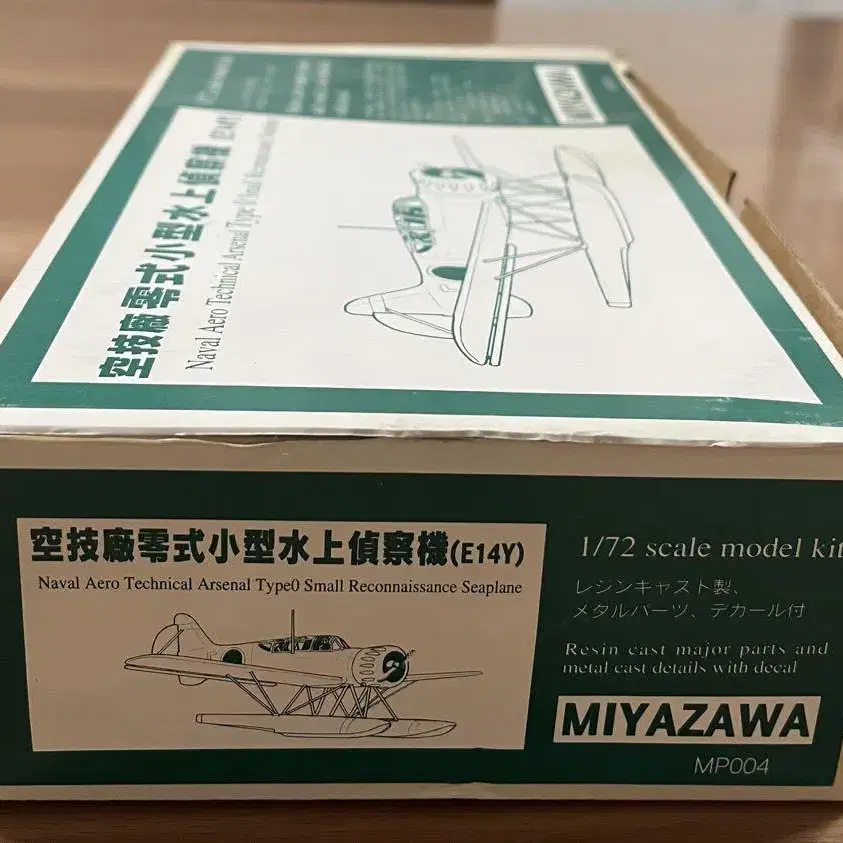 MIYAZAWA
空技廠零式小型水上偵察機 (E14Y)
Naval Aero Technical Arsenal Type 0 Small Reconnaissance
空技廠零式小型水上偵察機(E14Y)
Naval Aero Technical Arsenal Type0 Small Reconnaissance Seaplane
1/72 scale model kit
レジンキャスト製、
メタルパーツ、デカール付
Resin cast major parts and
metal cast details with decal
MIYAZAWA
MP004